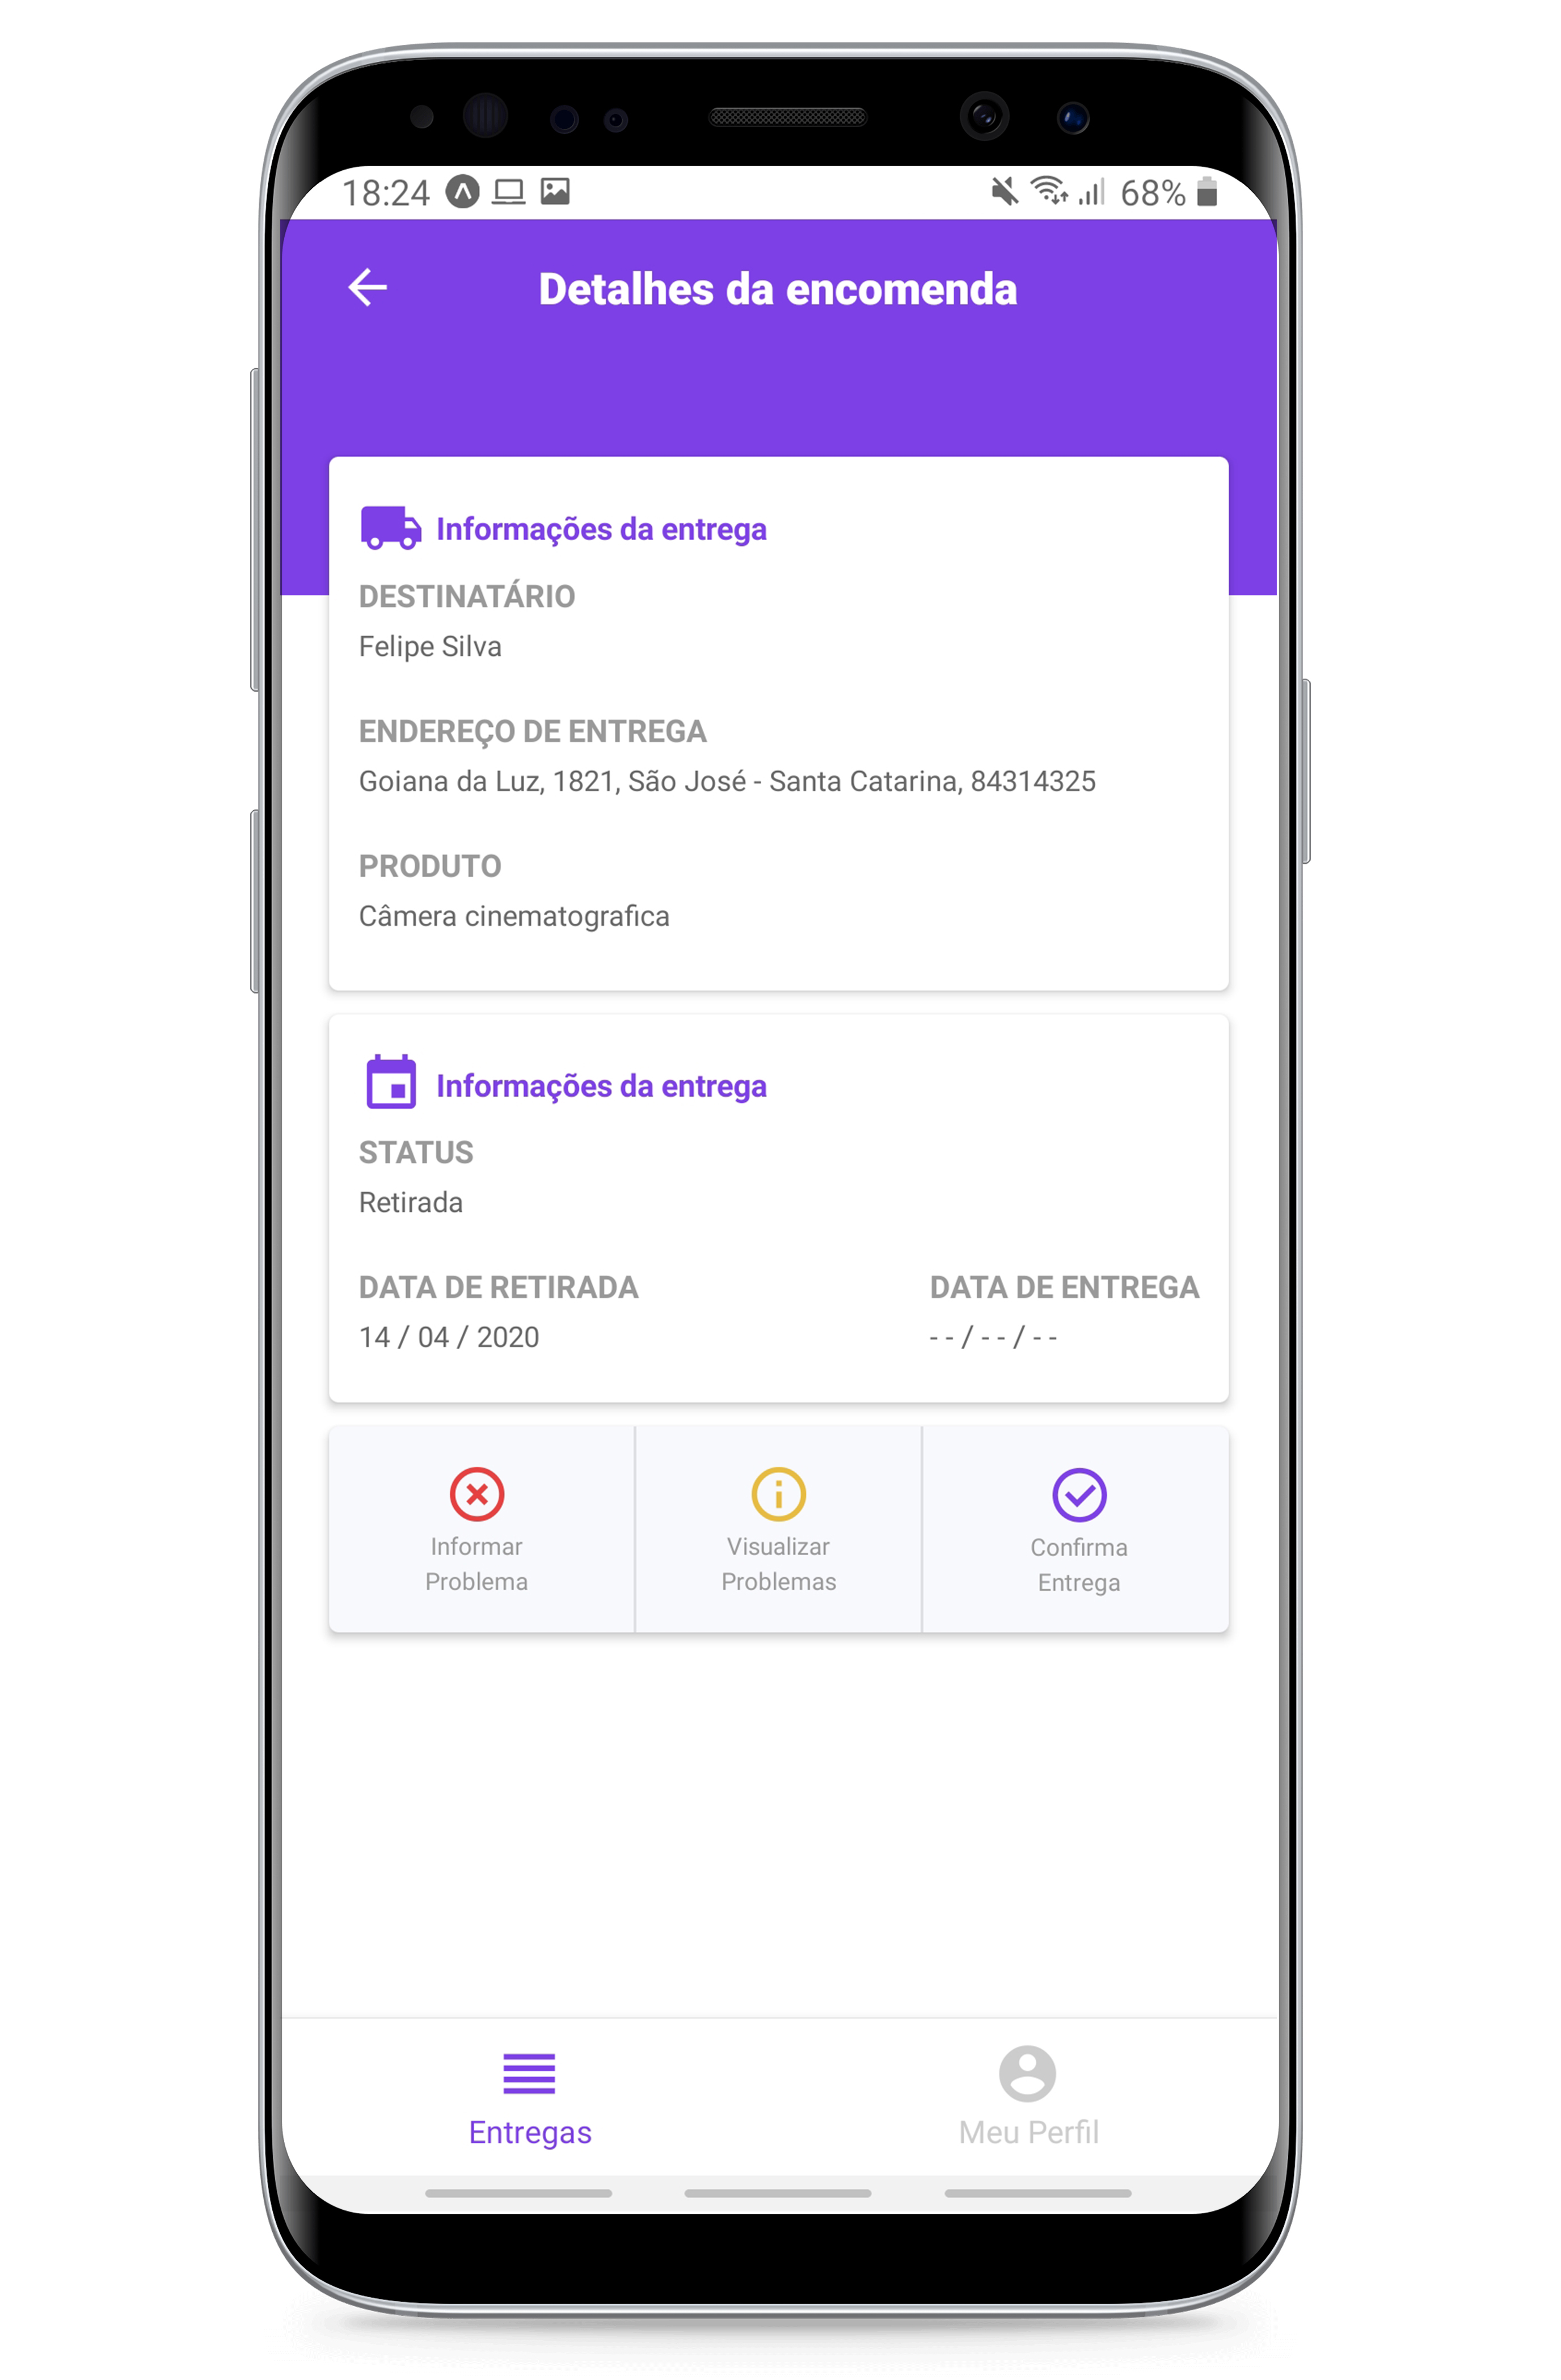 18:24 68%
Detalhes da encomenda
Informações da entrega
DESTINATÁRIO
Felipe Silva
ENDEREÇO DE ENTREGA
Goiana da Luz, 1821, São José - Santa Catarina, 84314325
PRODUTO
Câmera cinematografica
Informações da entrega
STATUS
Retirada
DATA DE RETIRADA DATA DE ENTREGA
14 / 04 / 2020 - - / - - / - -
Informar
Problema
Visualizar
Problemas
Confirma
Entrega
Entregas Meu Perfil